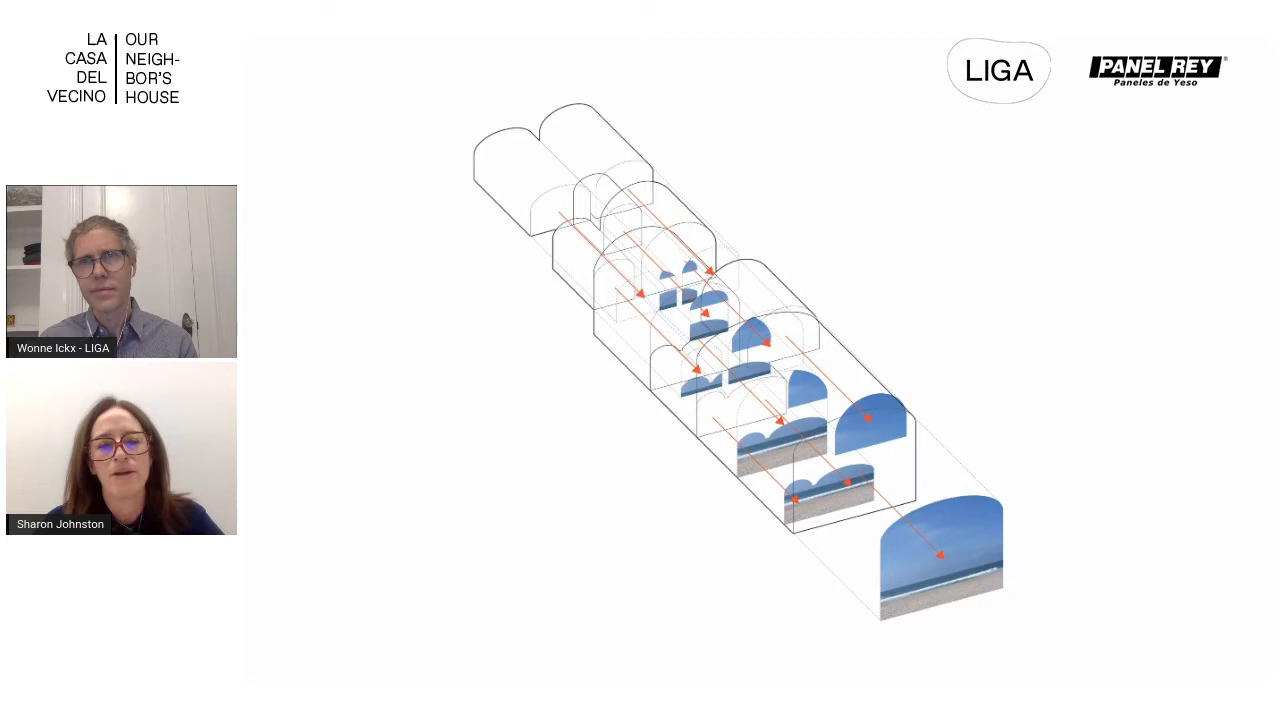 LA
CASA
DEL
VECINO
OUR
NEIGH-
BOR'S
HOUSE
LIGA
PANEL REY®
Paneles de Yeso
Wonne Ickx - LIGA
Sharon Johnston